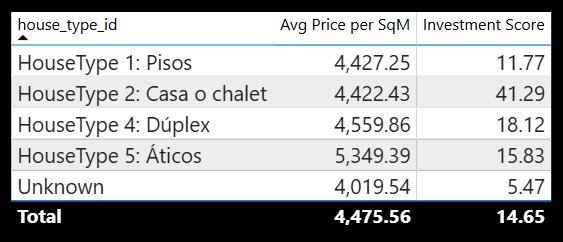 house_type_id Avg Price per SqM Investment Score
HouseType 1: Pisos 4,427.25 11.77
HouseType 2: Casa o chalet 4,422.43 41.29
HouseType 4: Dúplex 4,559.86 18.12
HouseType 5: Áticos 5,349.39 15.83
Unknown 4,019.54 5.47
Total 4,475.56 14.65